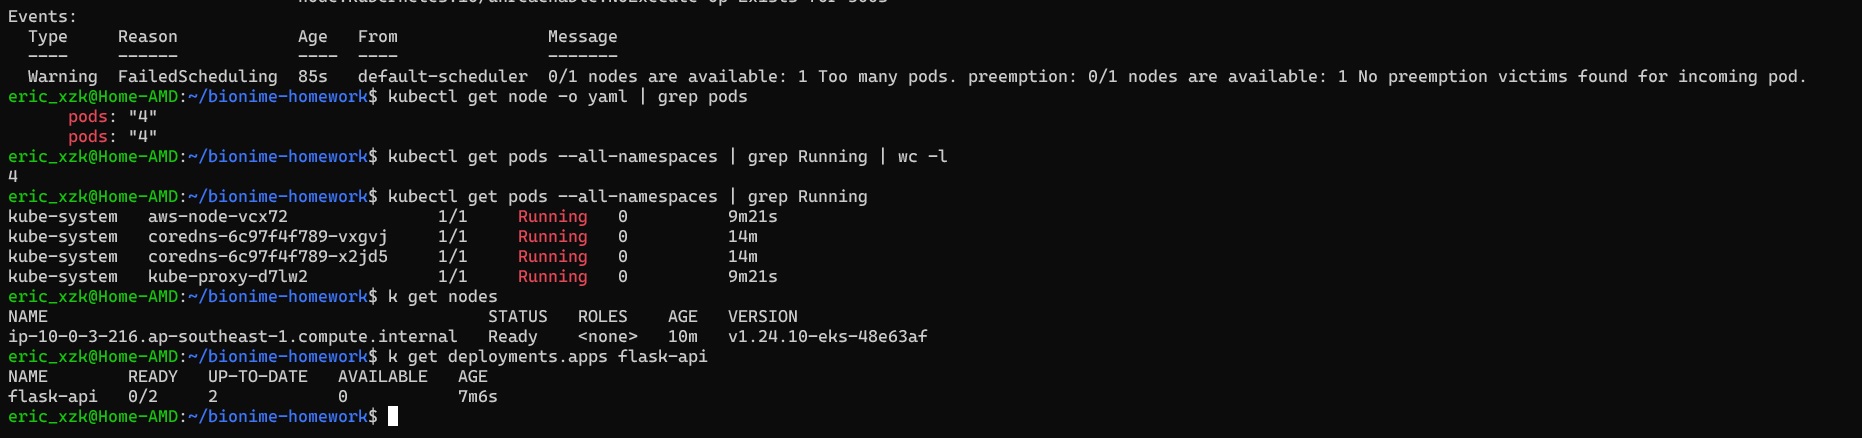 node.kubernetes.io/unreachable:NoExecute op=Exists for 300s
Events:
  Type     Reason            Age   From               Message
  ----     ------            ----  ----               -------
  Warning  FailedScheduling  85s   default-scheduler  0/1 nodes are available: 1 Too many pods. preemption: 0/1 nodes are available: 1 No preemption victims found for incoming pod.
eric_xzk@Home-AMD:~/bionime-homework$ kubectl get node -o yaml | grep pods
      pods: "4"
      pods: "4"
eric_xzk@Home-AMD:~/bionime-homework$ kubectl get pods --all-namespaces | grep Running | wc -l
4
eric_xzk@Home-AMD:~/bionime-homework$ kubectl get pods --all-namespaces | grep Running
kube-system   aws-node-vcx72               1/1     Running   0          9m21s
kube-system   coredns-6c97f4f789-vxgvj     1/1     Running   0          14m
kube-system   coredns-6c97f4f789-x2jd5     1/1     Running   0          14m
kube-system   kube-proxy-d7lw2             1/1     Running   0          9m21s
eric_xzk@Home-AMD:~/bionime-homework$ k get nodes
NAME                                            STATUS   ROLES    AGE   VERSION
ip-10-0-3-216.ap-southeast-1.compute.internal   Ready    <none>   10m   v1.24.10-eks-48e63af
eric_xzk@Home-AMD:~/bionime-homework$ k get deployments.apps flask-api
NAME        READY   UP-TO-DATE   AVAILABLE   AGE
flask-api   0/2     2            0           7m6s
eric_xzk@Home-AMD:~/bionime-homework$